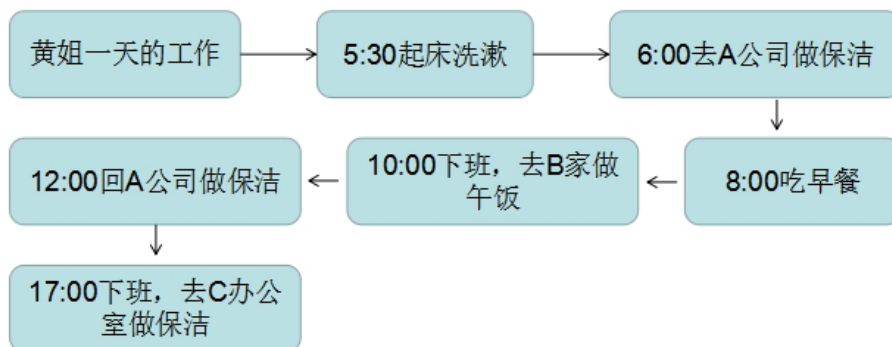 黄姐一天的工作
5:30起床洗漱
6:00去A公司做保洁
8:00吃早餐
10:00下班，去B家做
午饭
12:00回A公司做保洁
17:00下班，去C办公
室做保洁